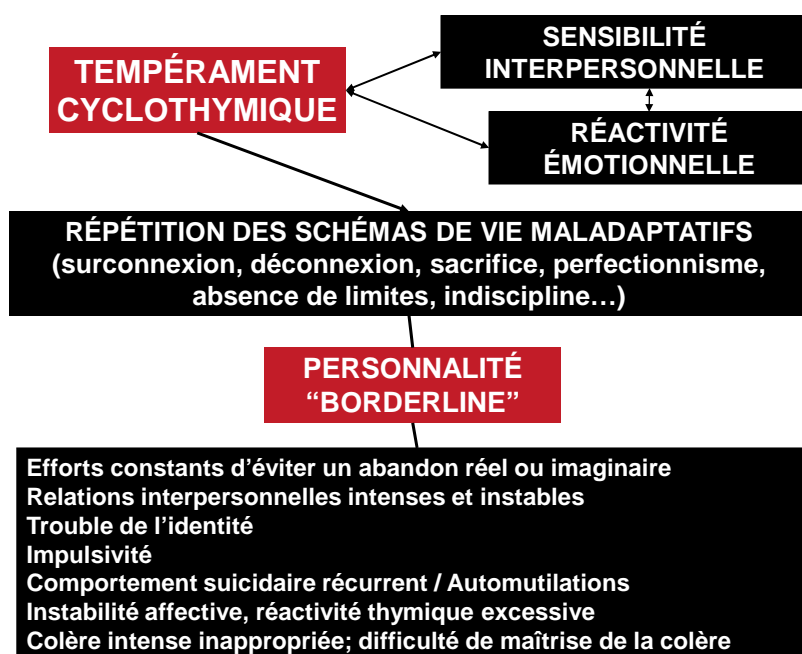 TEMPÉRAMENT
CYCLOTHYMIQUE
SENSIBILITÉ
INTERPERSONNELLE
RÉACTIVITÉ
ÉMOTIONNELLE
RÉPÉTITION DES SCHÉMAS DE VIE MALADAPTATIFS
(surconnexion, déconnexion, sacrifice, perfectionnisme,
absence de limites, indiscipline…)
PERSONNALITÉ
“BORDERLINE”
Efforts constants d’éviter un abandon réel ou imaginaire
Relations interpersonnelles intenses et instables
Trouble de l’identité
Impulsivité
Comportement suicidaire récurrent / Automutilations
Instabilité affective, réactivité thymique excessive
Colère intense inappropriée; difficulté de maîtrise de la colère